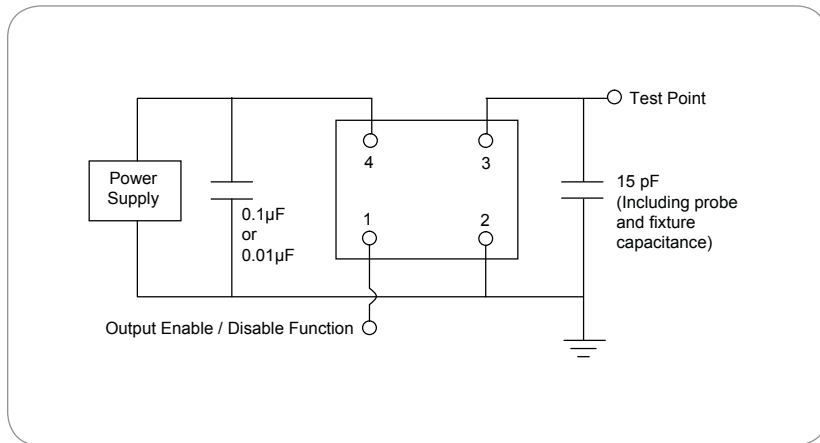 Test Point
4
3
Power
Supply
0.1µF
or
0.01µF
1
2
15 pF
(Including probe
and fixture
capacitance)
Output Enable / Disable Function